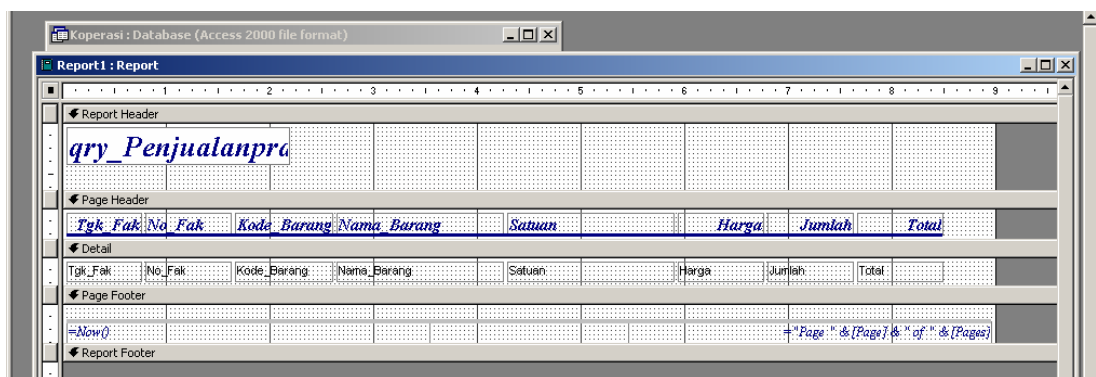 Koperasi : Database (Access 2000 file format)
Report1 : Report
1 2 3 4 5 6 7 8 9
Report Header
qry_Penjualanpra
Page Header
Tgk_Fak No_Fak Kode_Barang Nama_Barang Satuan Harga Jumlah Total
Detail
Tgk_Fak No_Fak Kode_Barang Nama_Barang Satuan Harga Jumlah Total
Page Footer
=Now() ="Page " & [Page] & " of " & [Pages]
Report Footer